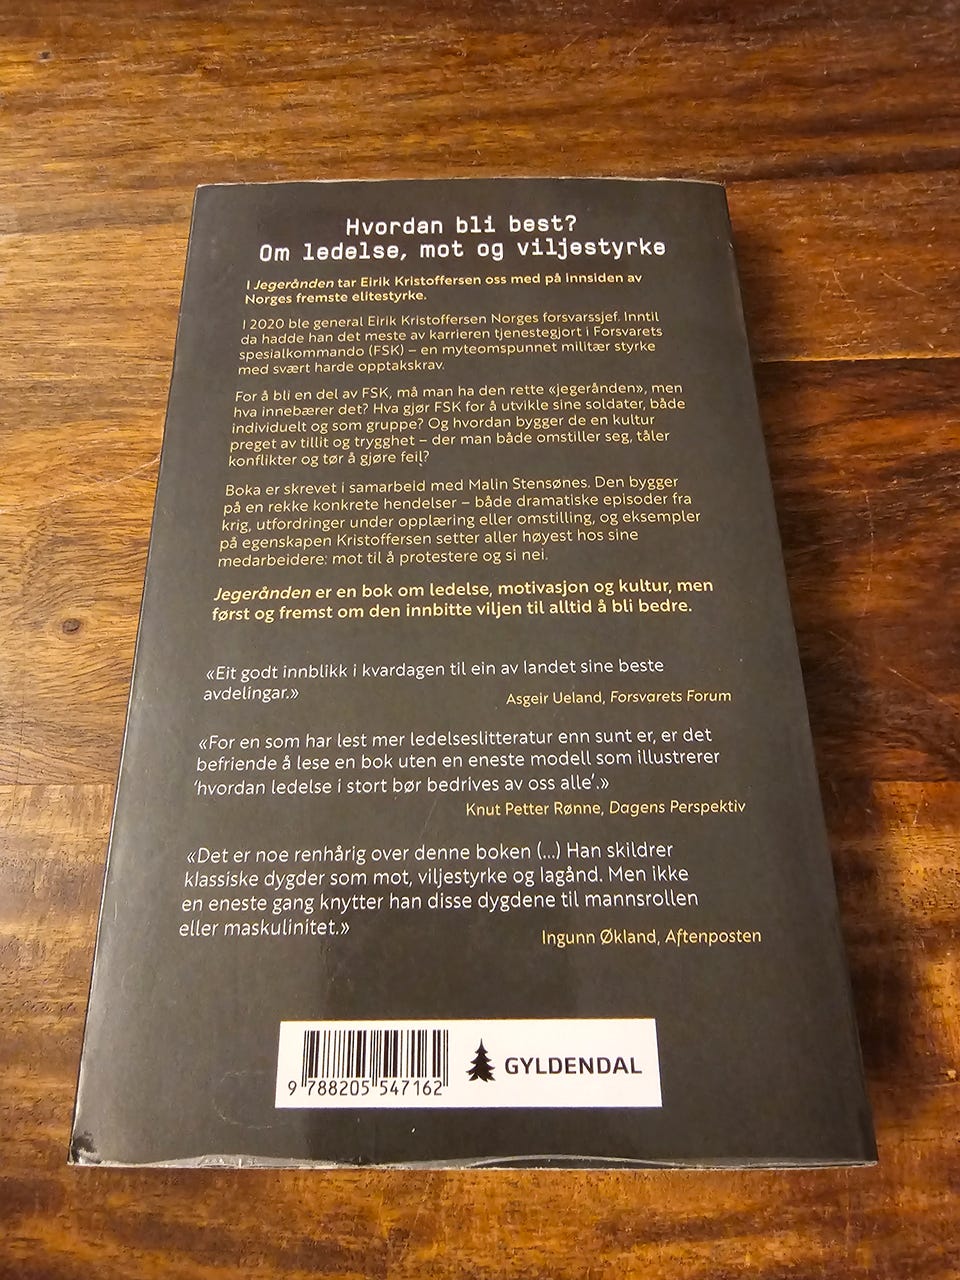 Hvordan bli best?
Om ledelse, mot og viljestyrke
I Jegerånden tar Eirik Kristoffersen oss med på innsiden av
Norges fremste elitestyrke.
I 2020 ble general Eirik Kristoffersen Norges forsvarssjef. Inntil
da hadde han det meste av karrieren tjenestegjort i Forsvarets
spesialkommando (FSK) – en myteomspunnet militær styrke
med svært harde opptakskrav.
For å bli en del av FSK, må man ha den rette «jegerånden», men
hva innebærer det? Hva gjør FSK for å utvikle sine soldater, både
individuelt og som gruppe? Og hvordan bygger de en kultur
preget av tillit og trygghet – der man både omstiller seg, tåler
konflikter og tør å gjøre feil?
Boka er skrevet i samarbeid med Malin Stensønes. Den bygger
på en rekke konkrete hendelser – både dramatiske episoder fra
krig, utfordringer under opplæring eller omstilling, og eksempler
på egenskapen Kristoffersen setter aller høyest hos sine
medarbeidere: mot til å protestere og si nei.
Jegerånden er en bok om ledelse, motivasjon og kultur, men
først og fremst om den innbitte viljen til alltid å bli bedre.
«Eit godt innblikk i kvardagen til ein av landet sine beste
avdelingar.»
Asgeir Ueland, Forsvarets Forum
«For en som har lest mer ledelseslitteratur enn sunt er, er det
befriende å lese en bok uten en eneste modell som illustrerer
'hvordan ledelse i stort bør bedrives av oss alle'.»
Knut Petter Rønne, Dagens Perspektiv
«Det er noe renhårig over denne boken (...) Han skildrer
klassiske dygder som mot, viljestyrke og lagånd. Men ikke
en eneste gang knytter han disse dygdene til mannsrollen
eller maskulinitet.»
Ingunn Økland, Aftenposten
9 788205 547162
GYLDENDAL